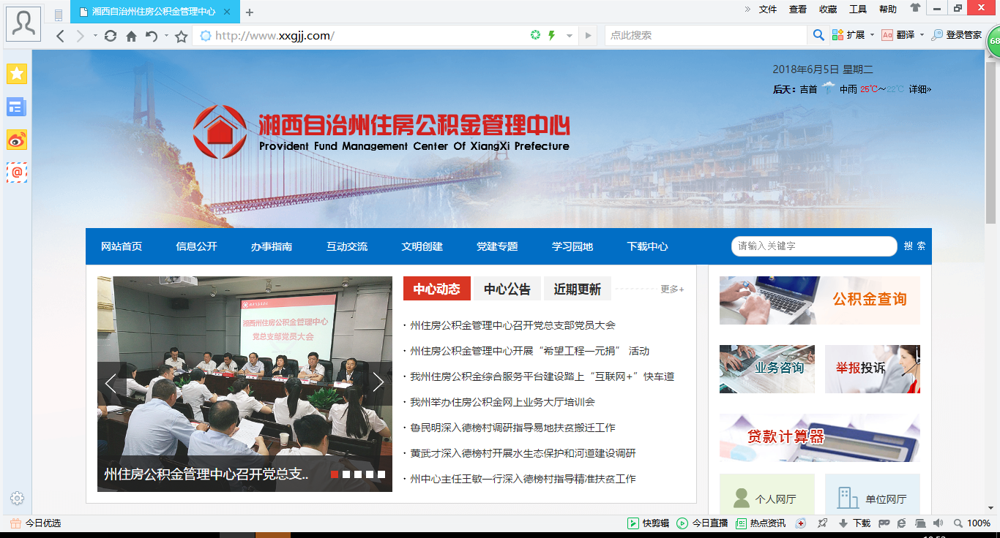 湘西自治州住房公积金管理中心
文件 查看 收藏 工具 帮助
http://www.xxgjj.com/
点此搜索
扩展
Aα 翻译
登录管家
68
2018年6月5日 星期二
后天：吉首 中雨 25℃～22℃ 详细»
湘西自治州住房公积金管理中心
Provident Fund Management Center Of XiangXi Prefecture
网站首页 信息公开 办事指南 互动交流 文明创建 党建专题 学习园地 下载中心
请输入关键字
搜 索
湘西州住房公积金管理中心
党总支部党员大会
州住房公积金管理中心召开党总支..
中心动态 中心公告 近期更新 更多+
· 州住房公积金管理中心召开党总支部党员大会
· 州住房公积金管理中心开展“希望工程一元捐” 活动
· 我州住房公积金综合服务平台建设踏上“互联网+”快车道
· 我州举办住房公积金网上业务大厅培训会
· 鲁民明深入德榜村调研指导易地扶贫搬迁工作
· 黄武才深入德榜村开展水生态保护和河道建设调研
· 州中心主任王敏一行深入德榜村指导精准扶贫工作
公积金查询
业务咨询
举报投诉
贷款计算器
个人网厅
单位网厅
今日优选
快剪辑 今日直播 热点资讯 下载 100%